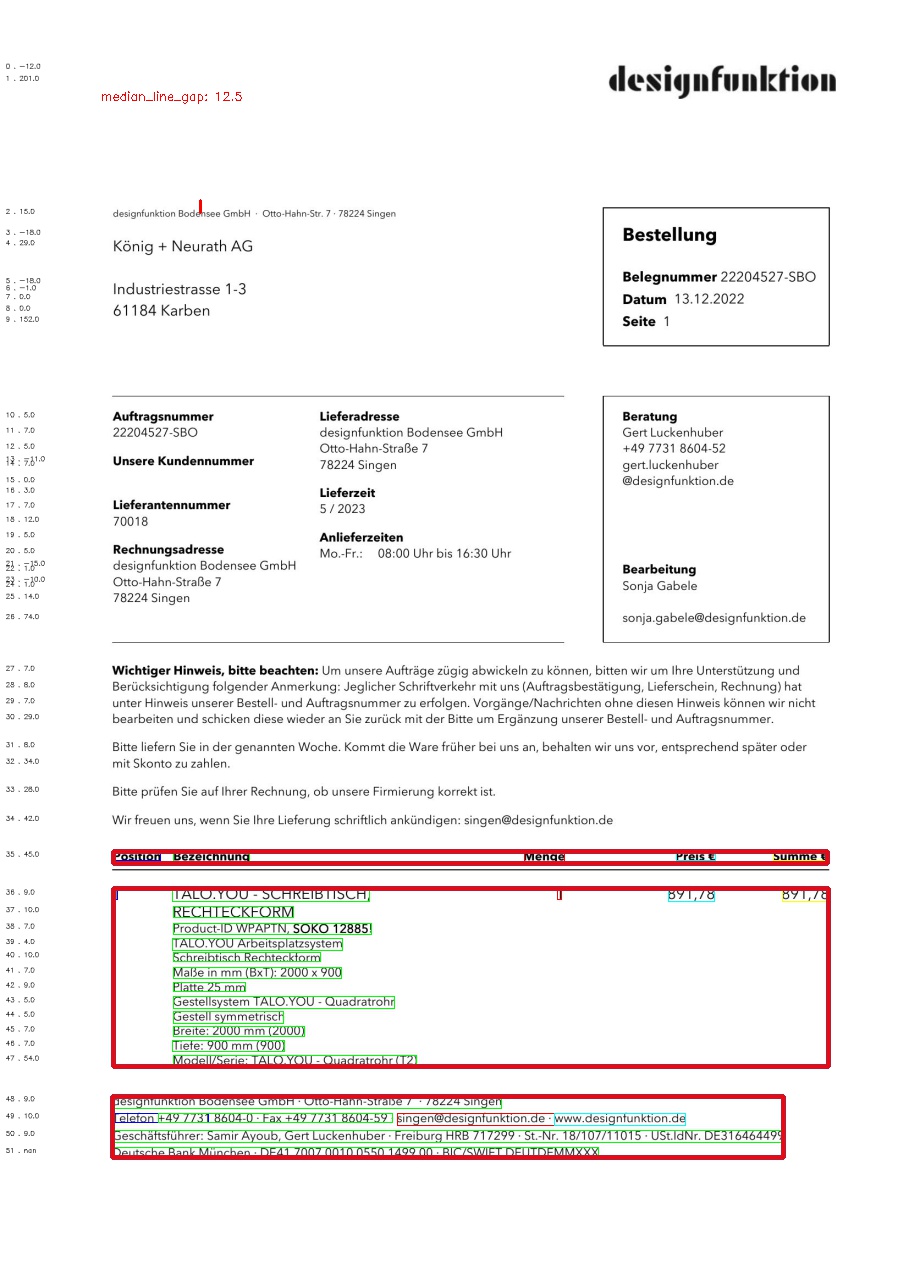 0 . -12.0
1 . 201.0
median_line_gap: 12.5
designfunktion
2 . 15.0
designfunktion Bodensee GmbH · Otto-Hahn-Str. 7 · 78224 Singen
3 . -18.0
4 . 29.0
König + Neurath AG
Bestellung
5 . -18.0
6 . -1.0
7 . 0.0
8 . 0.0
9 . 152.0
Industriestrasse 1-3
61184 Karben
Belegnummer 22204527-SBO
Datum 13.12.2022
Seite 1
10 . 5.0
11 . 7.0
12 . 5.0
13 . -11.0
14 . 7.0
15 . 0.0
16 . 3.0
17 . 7.0
18 . 12.0
19 . 5.0
20 . 5.0
21 . -15.0
22 . 1.0
23 . -10.0
24 . 1.0
25 . 14.0
26 . 74.0
Auftragsnummer
22204527-SBO
Unsere Kundennummer
Lieferantennummer
70018
Rechnungsadresse
designfunktion Bodensee GmbH
Otto-Hahn-Straße 7
78224 Singen
Lieferadresse
designfunktion Bodensee GmbH
Otto-Hahn-Straße 7
78224 Singen
Lieferzeit
5 / 2023
Anlieferzeiten
Mo.-Fr.: 08:00 Uhr bis 16:30 Uhr
Beratung
Gert Luckenhuber
+49 7731 8604-52
gert.luckenhuber
@designfunktion.de
Bearbeitung
Sonja Gabele
sonja.gabele@designfunktion.de
27 . 7.0 Wichtiger Hinweis, bitte beachten: Um unsere Aufträge zügig abwickeln zu können, bitten wir um Ihre Unterstützung und
28 . 6.0 Berücksichtigung folgender Anmerkung: Jeglicher Schriftverkehr mit uns (Auftragsbestätigung, Lieferschein, Rechnung) hat
29 . 7.0 unter Hinweis unserer Bestell- und Auftragsnummer zu erfolgen. Vorgänge/Nachrichten ohne diesen Hinweis können wir nicht
30 . 29.0 bearbeiten und schicken diese wieder an Sie zurück mit der Bitte um Ergänzung unserer Bestell- und Auftragsnummer.
31 . 6.0 Bitte liefern Sie in der genannten Woche. Kommt die Ware früher bei uns an, behalten wir uns vor, entsprechend später oder
32 . 34.0 mit Skonto zu zahlen.
33 . 28.0 Bitte prüfen Sie auf Ihrer Rechnung, ob unsere Firmierung korrekt ist.
34 . 42.0 Wir freuen uns, wenn Sie Ihre Lieferung schriftlich ankündigen: singen@designfunktion.de
35 . 45.0 Position Bezeichnung Menge Preis € Summe €
36 . 9.0 TALO.YOU - SCHREIBTISCH, 891,78 891,78
37 . 10.0 RECHTECKFORM
38 . 7.0 Product-ID WPAPTN, SOKO 12885!
39 . 4.0 TALO.YOU Arbeitsplatzsystem
40 . 10.0 Schreibtisch Rechteckform
41 . 7.0 Maße in mm (BxT): 2000 x 900
42 . 9.0 Platte 25 mm
43 . 5.0 Gestellsystem TALO.YOU - Quadratrohr
44 . 5.0 Gestell symmetrisch
45 . 7.0 Breite: 2000 mm (2000)
46 . 7.0 Tiefe: 900 mm (900)
47 . 54.0 Modell/Serie: TALO.YOU - Quadratrohr (T2)
48 . 9.0 designfunktion Bodensee GmbH · Otto-Hahn-Straße 7 · 78224 Singen
49 . 10.0 Telefon +49 7731 8604-0 · Fax +49 7731 8604-59 singen@designfunktion.de · www.designfunktion.de
50 . 9.0 Geschäftsführer: Samir Ayoub, Gert Luckenhuber · Freiburg HRB 717299 · St.-Nr. 18/107/11015 · USt.IdNr. DE316464499
51 . nan Deutsche Bank München · DE41 7007 0010 0550 1499 00 · BIC/SWIFT DEUTDEMMXXX